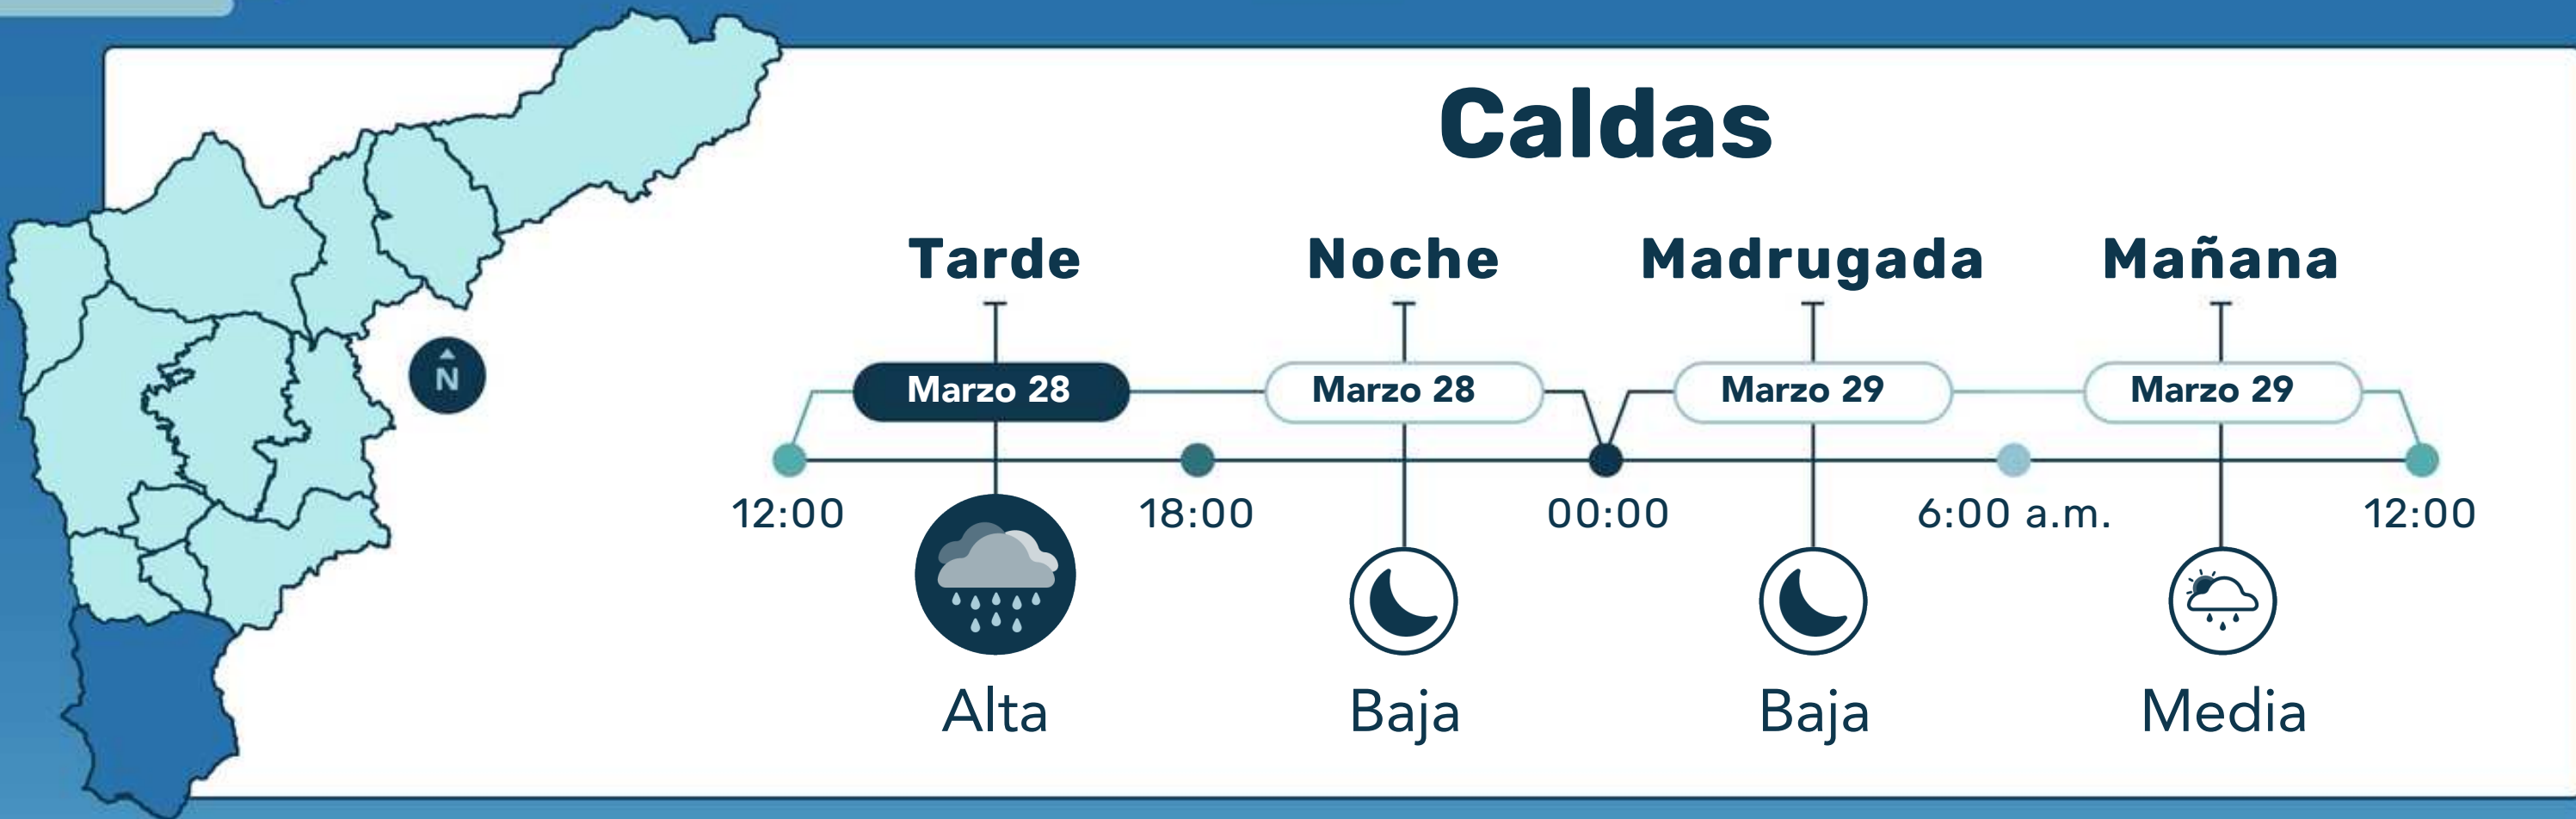 Caldas
Tarde Noche Madrugada Mañana
N
Marzo 28 Marzo 28 Marzo 29 Marzo 29
12:00 18:00 00:00 6:00 a.m. 12:00
Alta Baja Baja Media